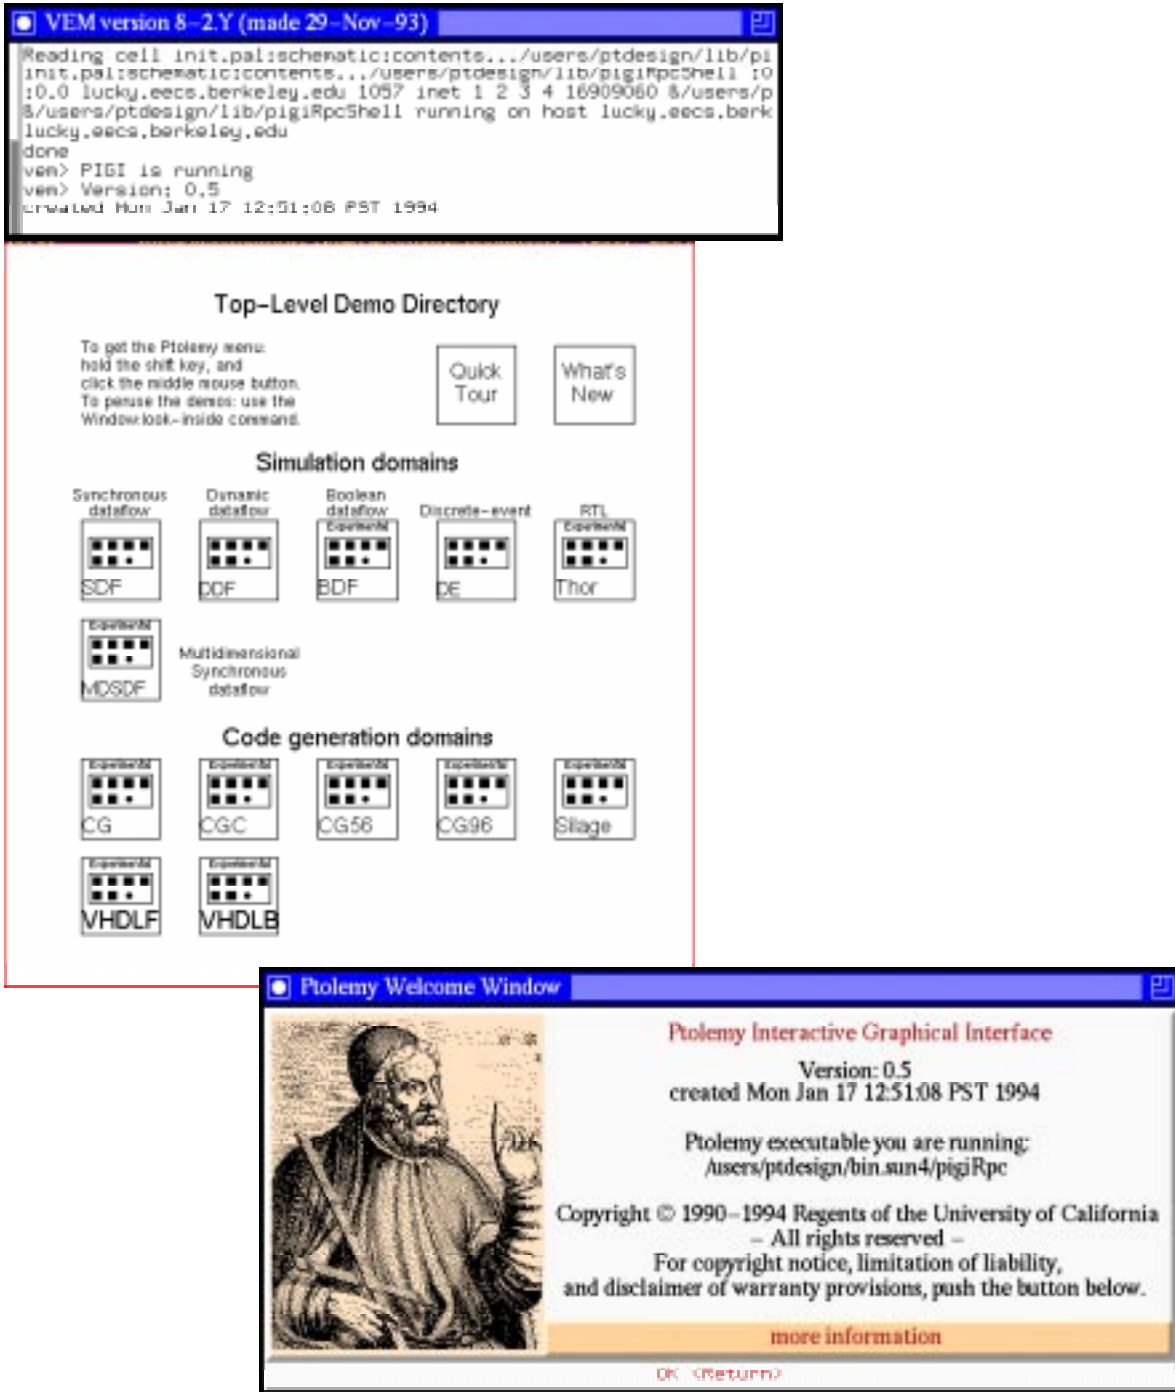 VEM version 8-2.Y (made 29-Nov-93)
Reading cell init.pal:schematic:contents.../users/ptdesign/lib/pi
init.pal:schematic:contents.../users/ptdesign/lib/pigiRpcShell :0
:0.0 lucky.eecs.berkeley.edu 1057 inet 1 2 3 4 16909060 &/users/p
&/users/ptdesign/lib/pigiRpcShell running on host lucky.eecs.berk
lucky.eecs.berkeley.edu
done
vem> PIGI is running
vem> Version: 0.5
created Mon Jan 17 12:51:08 PST 1994
Top-Level Demo Directory
To get the Ptolemy menu:
hold the shift key, and
click the middle mouse button.
To peruse the demos: use the
Window:look-inside command.
Quick
Tour
What's
New
Simulation domains
Synchronous
dataflow
Dynamic
dataflow
Boolean
dataflow
Discrete-event
RTL
Experimental
Experimental
SDF
DDF
BDF
DE
Thor
Experimental
MDSDF
Multidimensional
Synchronous
dataflow
Code generation domains
Experimental
Experimental
Experimental
Experimental
Experimental
CG
CGC
CG56
CG96
Silage
Experimental
Experimental
VHDLF
VHDLB
Ptolemy Welcome Window
Ptolemy Interactive Graphical Interface
Version: 0.5
created Mon Jan 17 12:51:08 PST 1994
Ptolemy executable you are running:
/users/ptdesign/bin.sun4/pigiRpc
Copyright © 1990-1994 Regents of the University of California
- All rights reserved -
For copyright notice, limitation of liability,
and disclaimer of warranty provisions, push the button below.
more information
OK <Return>